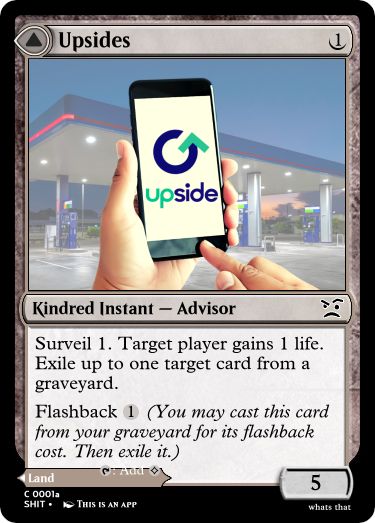 Upsides
1
upside
Kindred Instant — Advisor
Surveil 1. Target player gains 1 life.
Exile up to one target card from a
graveyard.
Flashback 1 (You may cast this card
from your graveyard for its flashback
cost. Then exile it.)
: Add
Land
5
C 0001a
SHIT • THIS IS AN APP
whats that